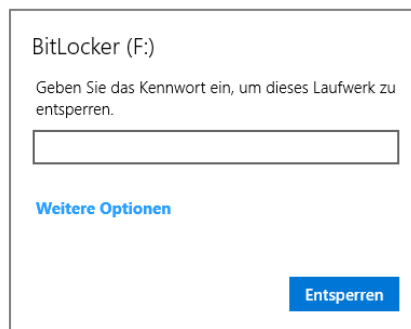 BitLocker (F:)
Geben Sie das Kennwort ein, um dieses Laufwerk zu
entsperren.
Weitere Optionen
Entsperren